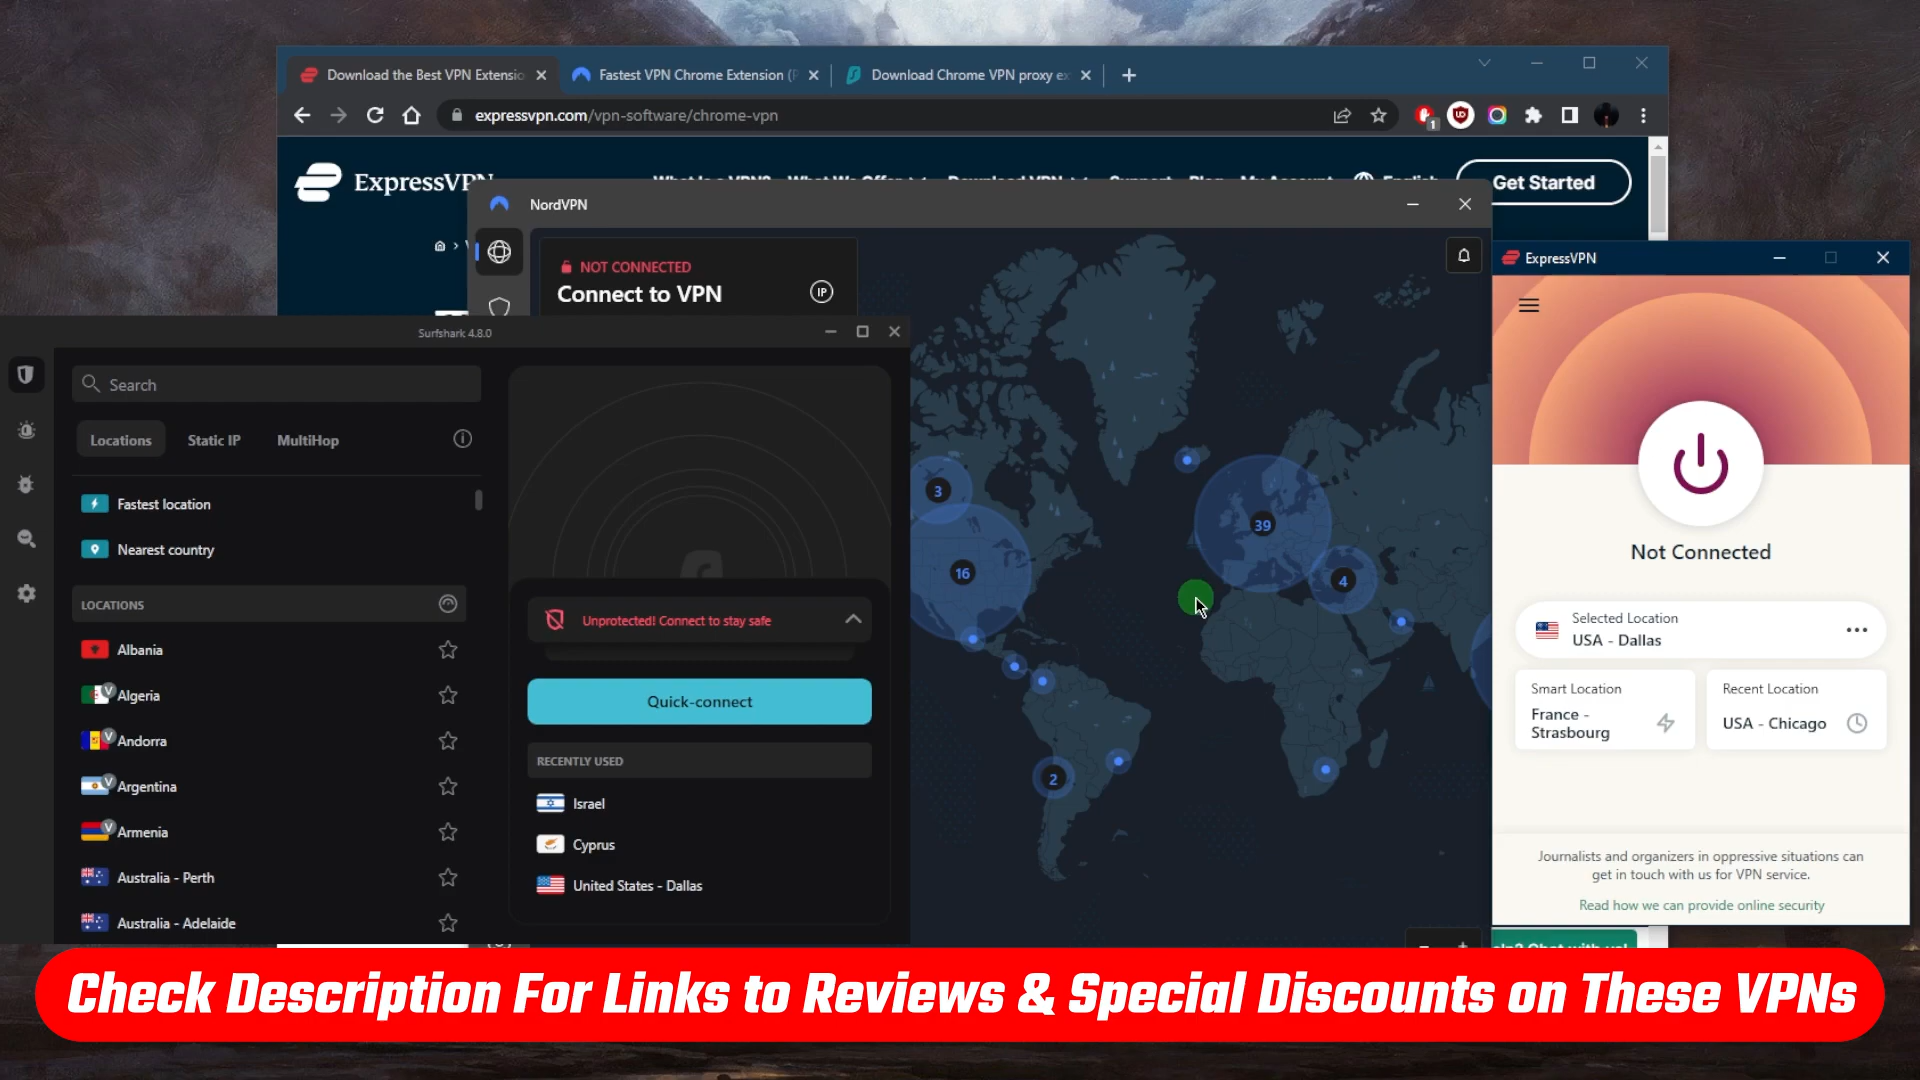 Download the Best VPN Extensio
Fastest VPN Chrome Extension (F
Download Chrome VPN proxy ex
expressvpn.com/vpn-software/chrome-vpn
1
ExpressVPN
Get Started
NordVPN
NOT CONNECTED
Connect to VPN
IP
3
16
39
4
2
Surfshark 4.8.0
Search
Locations
Static IP
MultiHop
Fastest location
Nearest country
LOCATIONS
Albania
V Algeria
V Andorra
V Argentina
V Armenia
Australia - Perth
Australia - Adelaide
Unprotected! Connect to stay safe
Quick-connect
RECENTLY USED
Israel
Cyprus
United States - Dallas
ExpressVPN
Not Connected
Selected Location
USA - Dallas
Smart Location
France -
Strasbourg
Recent Location
USA - Chicago
Journalists and organizers in oppressive situations can
get in touch with us for VPN service.
Read how we can provide online security
Check Description For Links to Reviews & Special Discounts on These VPNs